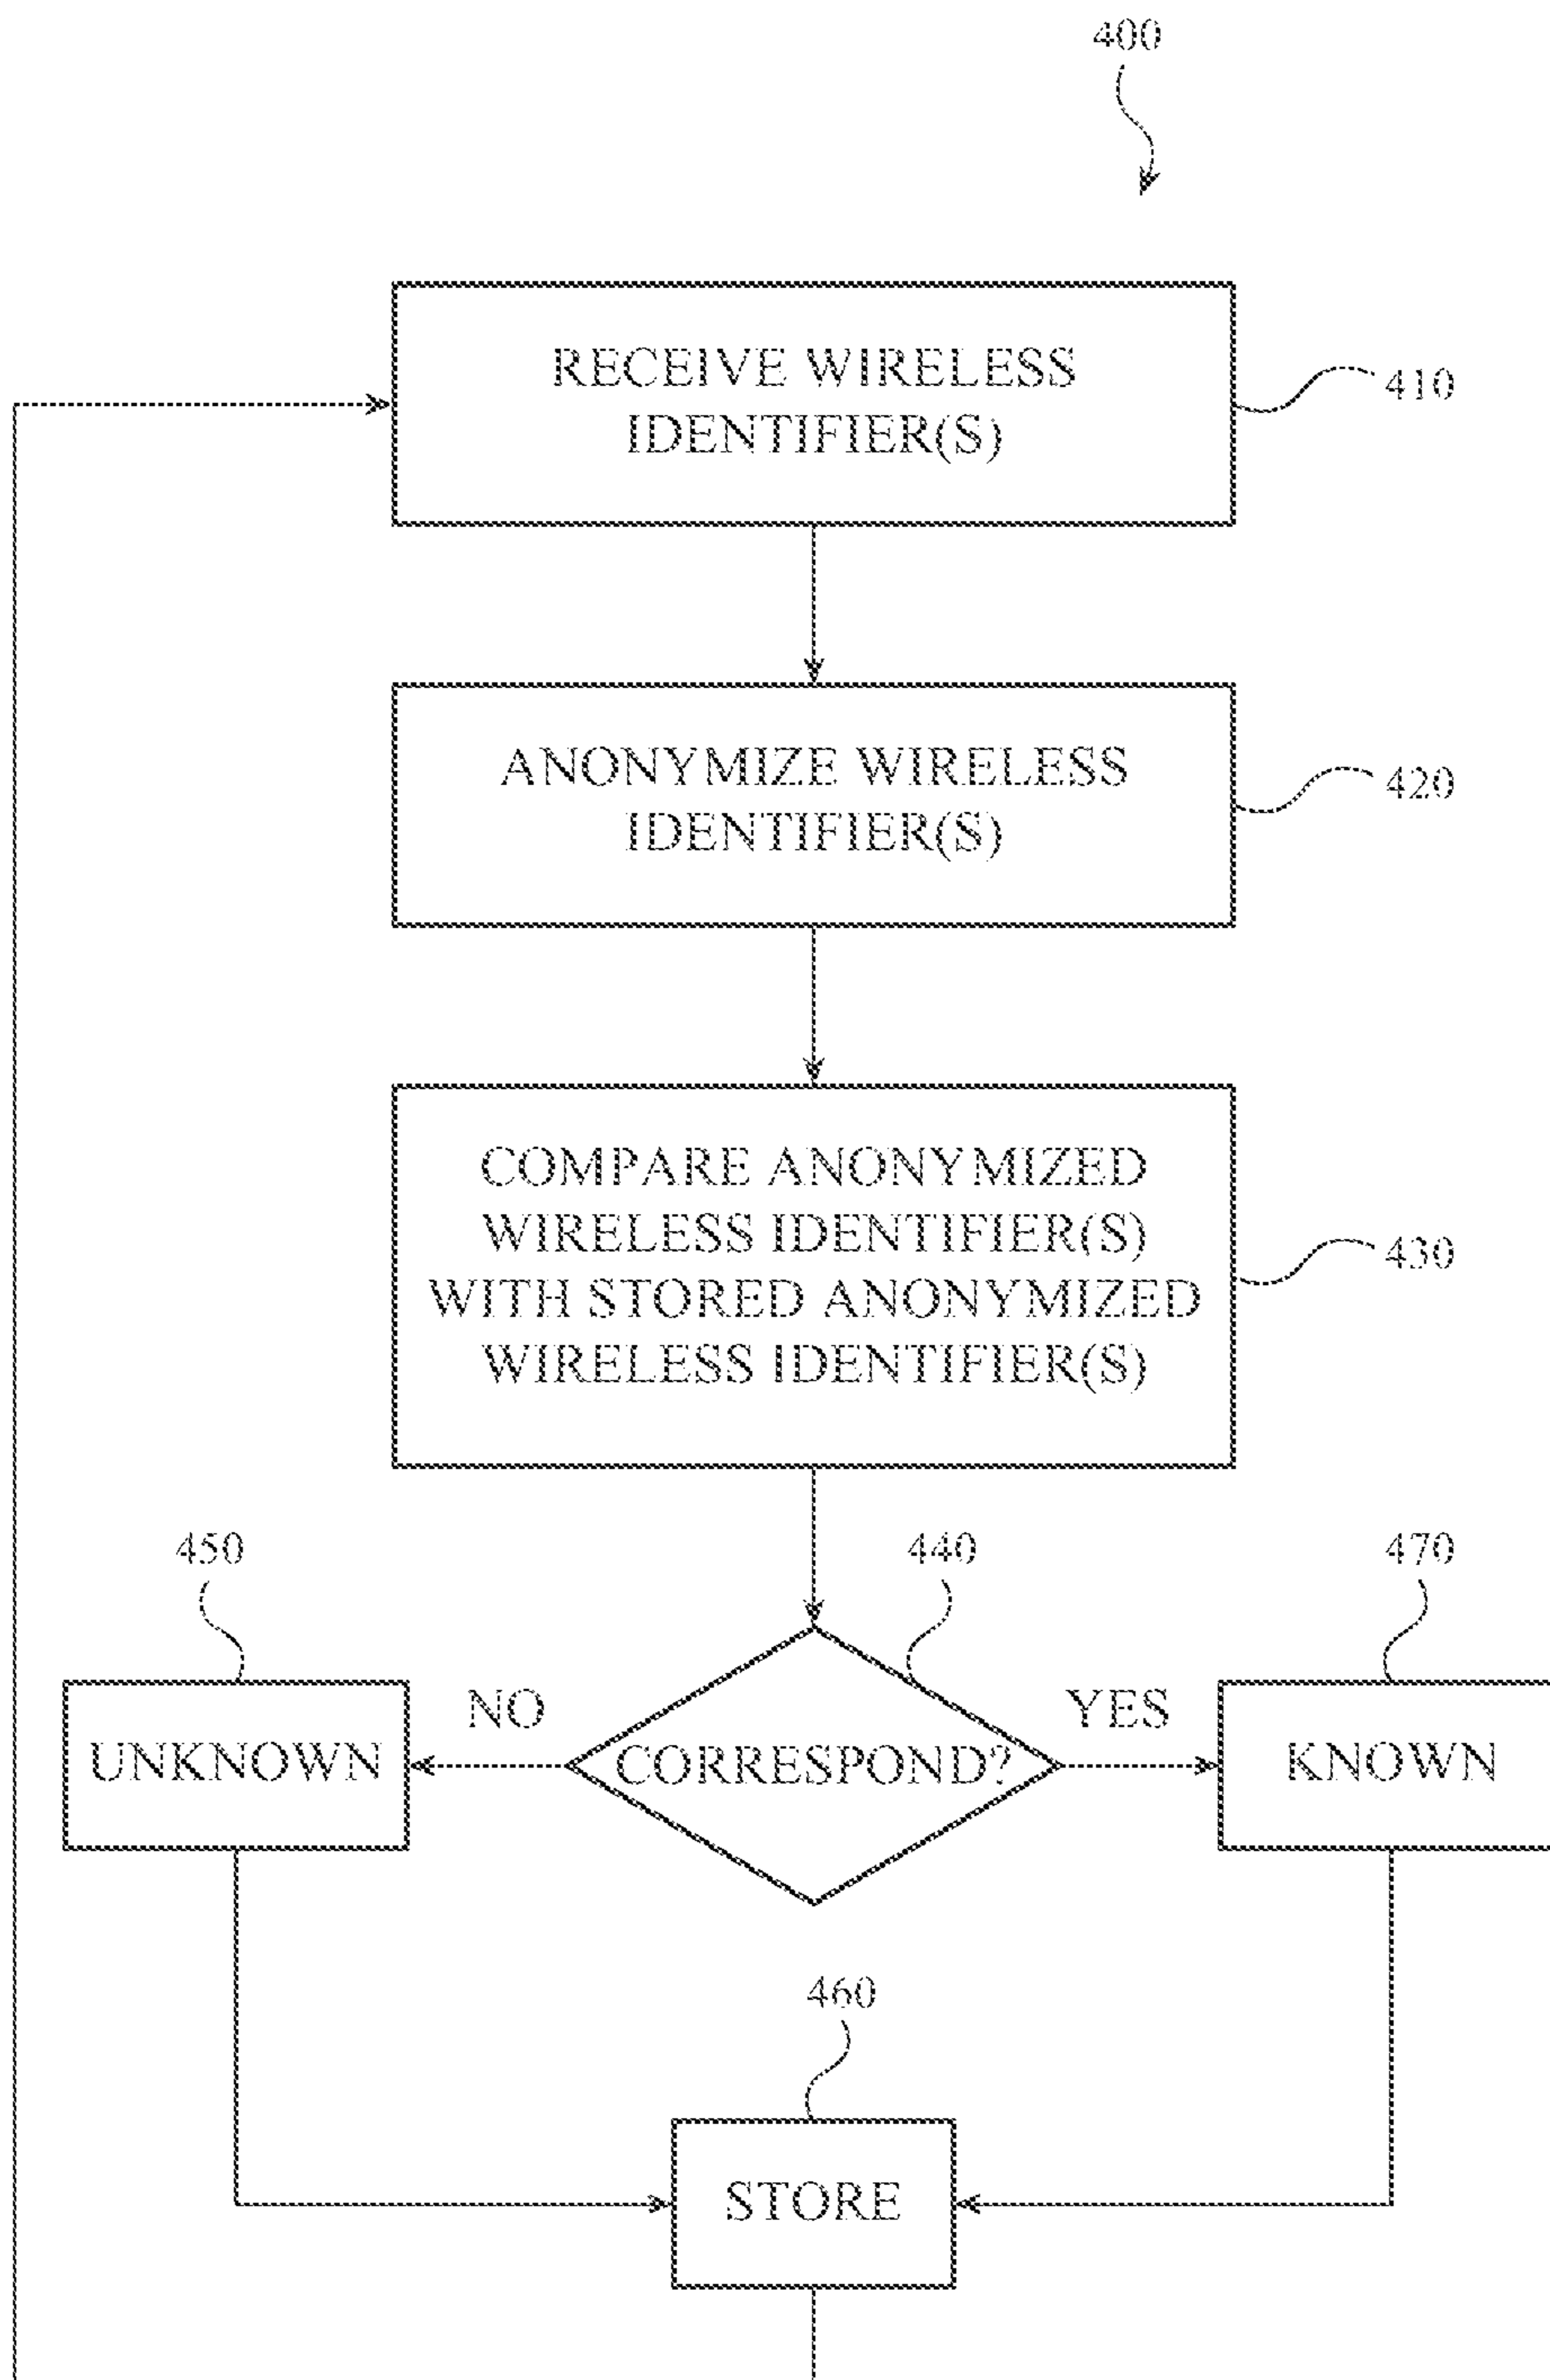 400
RECEIVE WIRELESS
IDENTIFIER(S)
410
ANONYMIZE WIRELESS
IDENTIFIER(S)
420
COMPARE ANONYMIZED
WIRELESS IDENTIFIER(S)
WITH STORED ANONYMIZED
WIRELESS IDENTIFIER(S)
430
450
440
470
UNKNOWN
NO
CORRESPOND?
YES
KNOWN
460
STORE